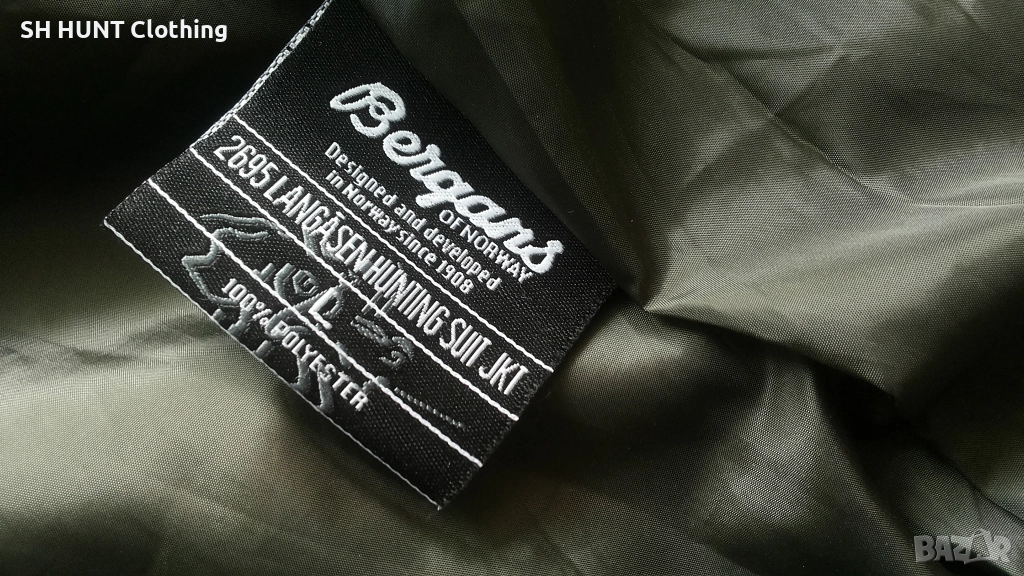 SH HUNT Clothing
Bergans
OF NORWAY
Designed and developed
in Norway since 1908
2695 LANGÅSEN HUNTING SUIT JKT
L
100% POLYESTER
BAZAR